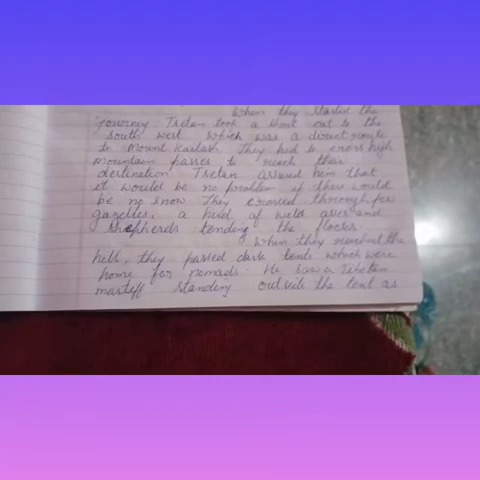 When they started the
journey Tsetan took a short cut to the
south west which was a direct route
to Mount Kailash They had to cross high
mountain passes to reach their
destination Tsetan assured him that
it would be no problem if there would
be no snow They crossed through few
gazelles, a herd of wild asses and
shepherds tending the flocks.
When they reached the
hill, they passed dark tents which were
home for nomads. He saw a Tibetan
mastiff standing outside the tent as